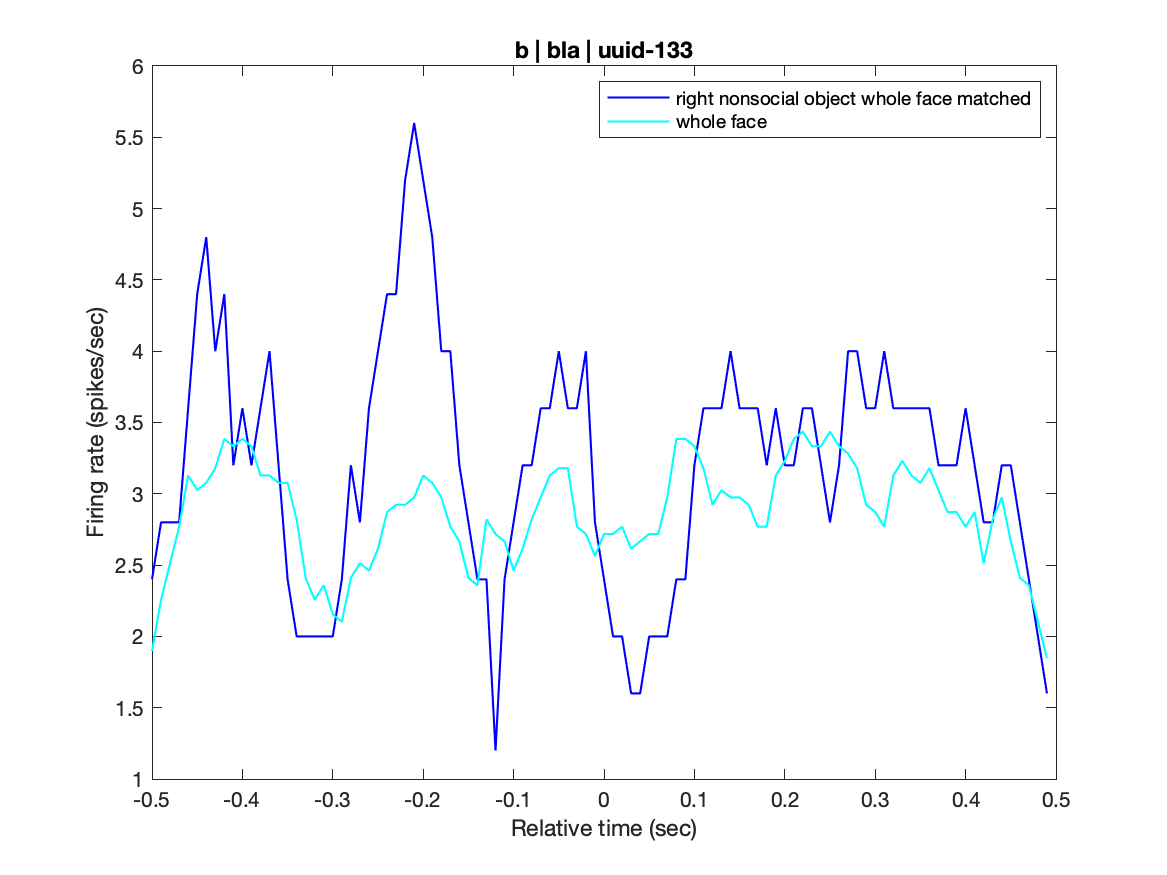 b | bla | uuid-133
right nonsocial object whole face matched
whole face
6
5.5
5
4.5
4
3.5
3
2.5
2
1.5
1
Firing rate (spikes/sec)
-0.5 -0.4 -0.3 -0.2 -0.1 0 0.1 0.2 0.3 0.4 0.5
Relative time (sec)